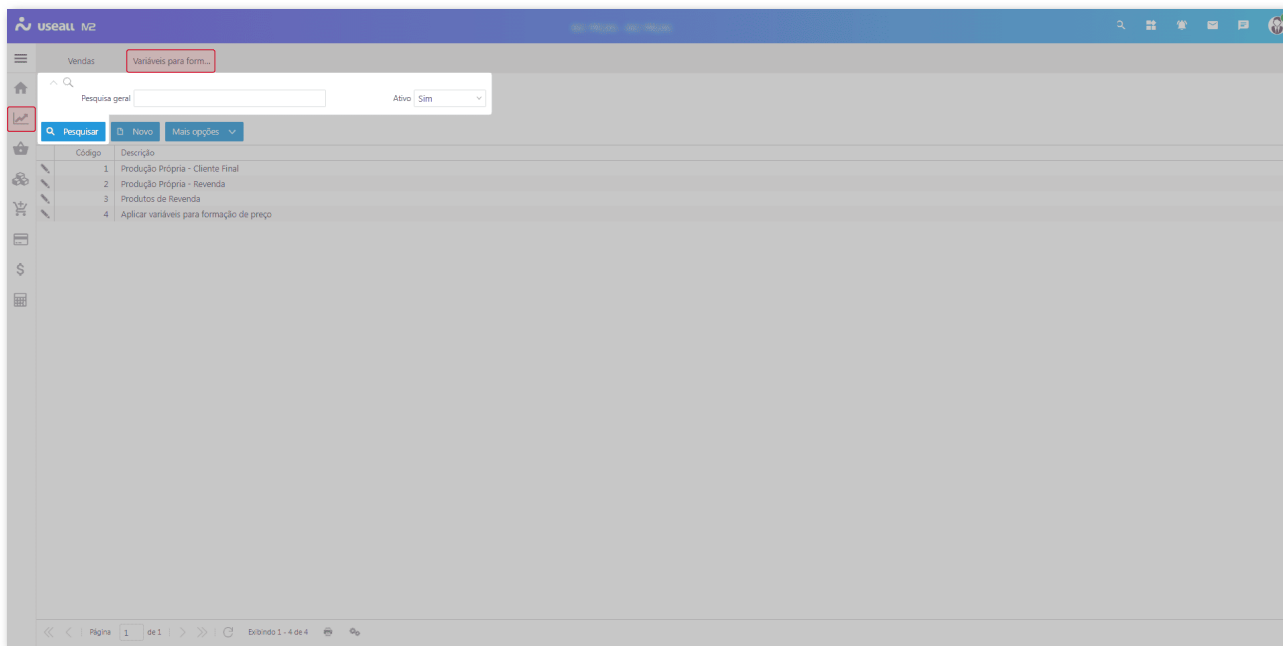 useall M2
Vendas Variáveis para form...
Pesquisa geral Ativo Sim
Pesquisar Novo Mais opções
Código Descrição
1 Produção Própria - Cliente Final
2 Produção Própria - Revenda
3 Produtos de Revenda
4 Aplicar variáveis para formação de preço
Página 1 de 1 Exibindo 1 - 4 de 4